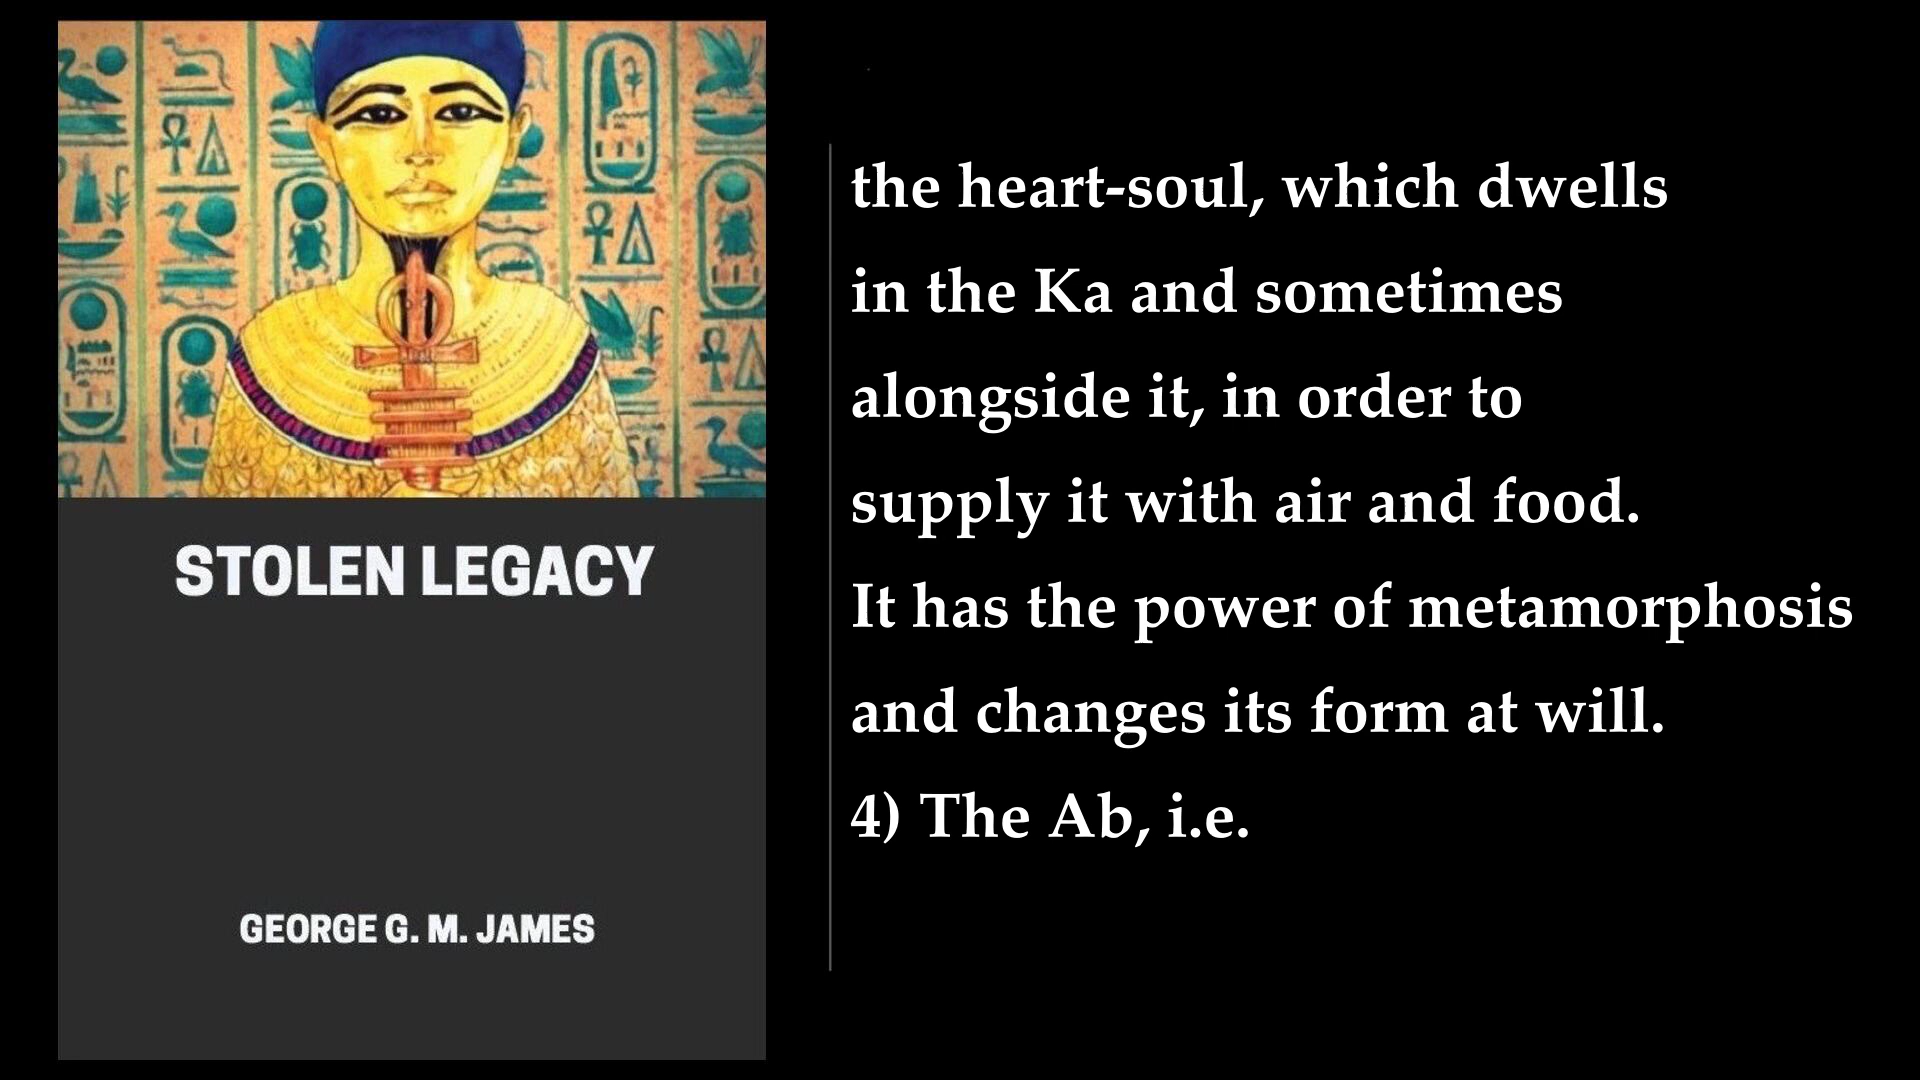 STOLEN LEGACY
GEORGE G. M. JAMES
the heart-soul, which dwells
in the Ka and sometimes
alongside it, in order to
supply it with air and food.
It has the power of metamorphosis
and changes its form at will.
4) The Ab, i.e.